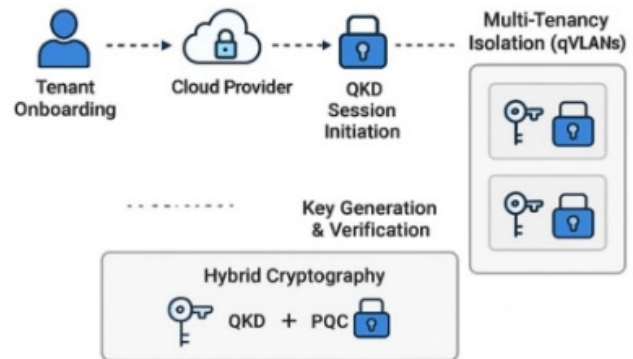 Tenant
Onboarding
Cloud Provider
QKD
Session
Initiation
Multi-Tenancy
Isolation (qVLANs)
Key Generation
& Verification
Hybrid Cryptography
QKD + PQC